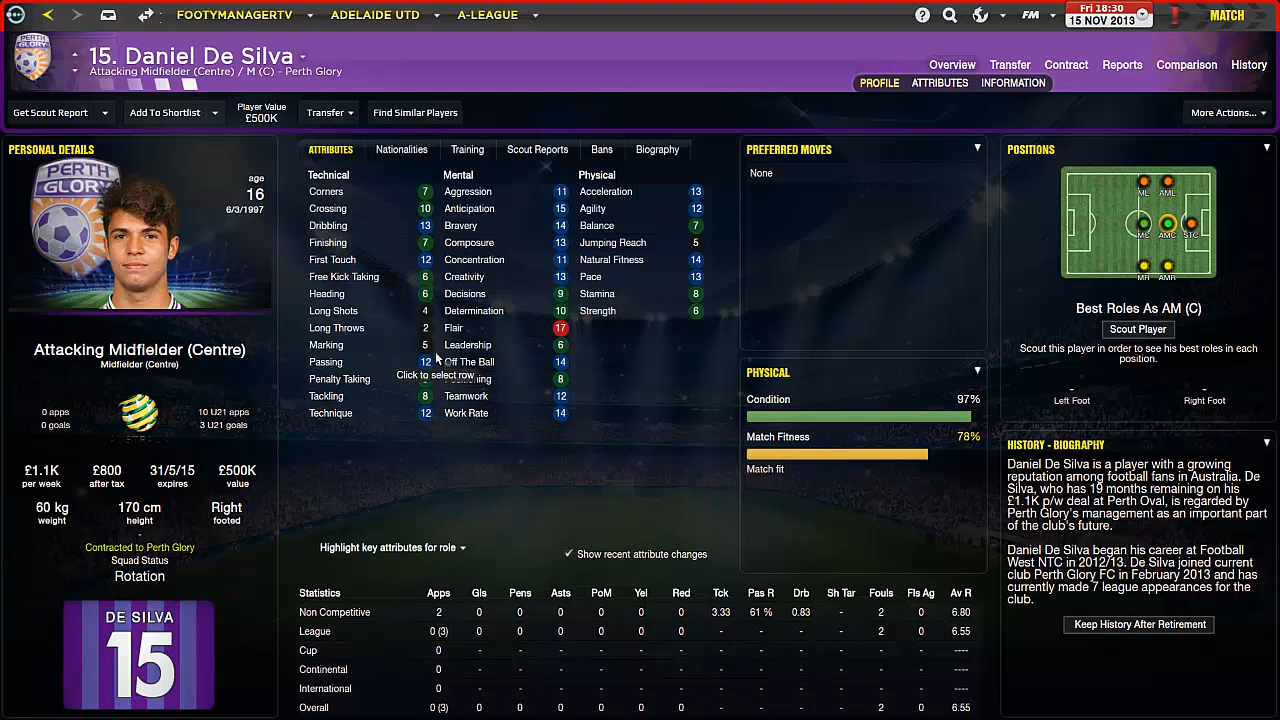 FOOTYMANAGERTV ADELAIDE UTD A-LEAGUE FM Fri 18:30 15 NOV 2013 MATCH
PERTH GLORY
15. Daniel De Silva
Attacking Midfielder (Centre) / M (C) - Perth Glory
Overview Transfer Contract Reports Comparison History
PROFILE ATTRIBUTES INFORMATION
Get Scout Report Add To Shortlist Player Value £500K Transfer Find Similar Players More Actions...
PERSONAL DETAILS
PERTH GLORY
age
16
6/3/1997
Attacking Midfielder (Centre)
Midfielder (Centre)
0 apps
0 goals
10 U21 apps
3 U21 goals
£1.1K £800 31/5/15 £500K
per week after tax expires value
60 kg 170 cm Right
weight height footed
-
Contracted to Perth Glory
Squad Status
Rotation
DE SILVA
15
ATTRIBUTES Nationalities Training Scout Reports Bans Biography
Technical Mental Physical
Corners 7 Aggression 11 Acceleration 13
Crossing 10 Anticipation 15 Agility 12
Dribbling 13 Bravery 14 Balance 7
Finishing 7 Composure 13 Jumping Reach 5
First Touch 12 Concentration 11 Natural Fitness 14
Free Kick Taking 6 Creativity 13 Pace 13
Heading 6 Decisions 9 Stamina 8
Long Shots 4 Determination 10 Strength 6
Long Throws 2 Flair 17
Marking 5 Leadership 6
Passing 12 Off The Ball 14
Click to select row
Penalty Taking 8
Tackling 8 Teamwork 12
Technique 12 Work Rate 14
Highlight key attributes for role
✓ Show recent attribute changes
Statistics Apps Gls Pens Asts PoM Yel Red Tck Pas R Drb Sh Tar Fouls Fls Ag Av R
Non Competitive 2 0 0 0 0 0 0 3.33 61 % 0.83 - 2 0 6.80
League 0 (3) 0 0 0 0 0 0 - - - - 2 0 6.55
Cup 0 - - - - - - - - - - - - ----
Continental 0 - - - - - - - - - - - - ----
International 0 - - - - - - - - - - - - ----
Overall 0 (3) 0 0 0 0 0 0 - - - - 2 0 6.55
PREFERRED MOVES
None
PHYSICAL
Condition 97%
Match Fitness 78%
Match fit
POSITIONS
ML AML
MC AMC STC
MR AMR
Best Roles As AM (C)
Scout Player
Scout this player in order to see his best roles in each
position.
- -
Left Foot Right Foot
HISTORY - BIOGRAPHY
Daniel De Silva is a player with a growing
reputation among football fans in Australia. De
Silva, who has 19 months remaining on his
£1.1K p/w deal at Perth Oval, is regarded by
Perth Glory's management as an important part
of the club's future.
Daniel De Silva began his career at Football
West NTC in 2012/13. De Silva joined current
club Perth Glory FC in February 2013 and has
currently made 7 league appearances for the
club.
Keep History After Retirement